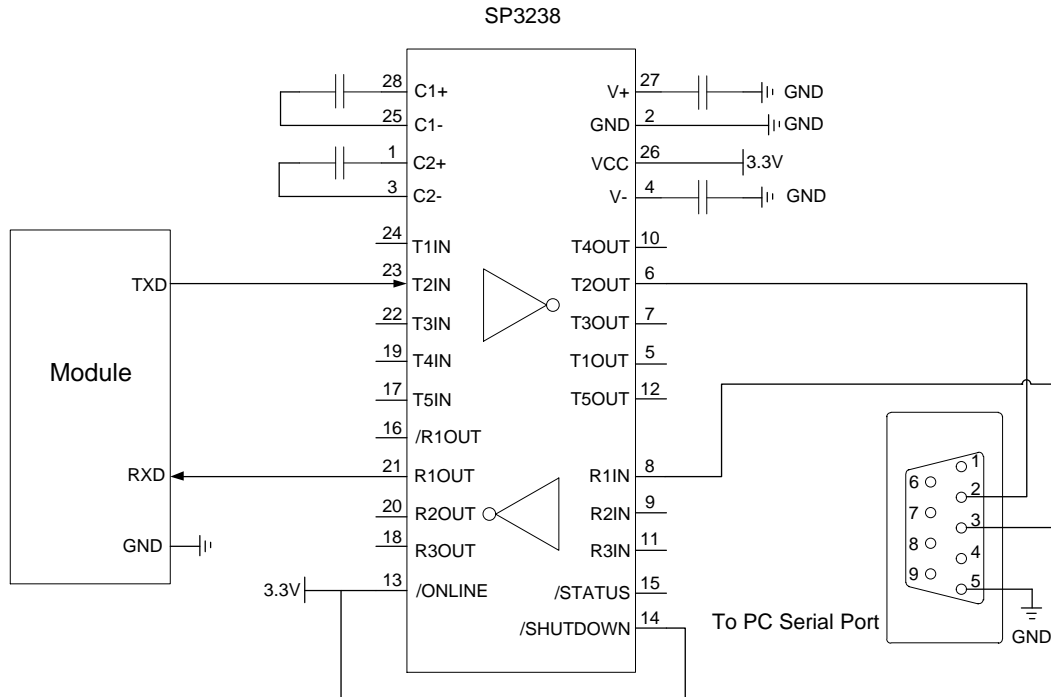 SP3238
28 C1+ V+ 27 GND
25 C1- GND 2 GND
1 C2+ VCC 26 3.3V
3 C2- V- 4 GND
24 T1IN T4OUT 10
TXD 23 T2IN T2OUT 6
22 T3IN T3OUT 7
19 T4IN T1OUT 5
Module
17 T5IN T5OUT 12
16 /R1OUT
RXD 21 R1OUT R1IN 8
20 R2OUT R2IN 9
GND 18 R3OUT R3IN 11
3.3V 13 /ONLINE /STATUS 15
/SHUTDOWN 14
1
6
2
7
3
8
4
9
5
To PC Serial Port
GND